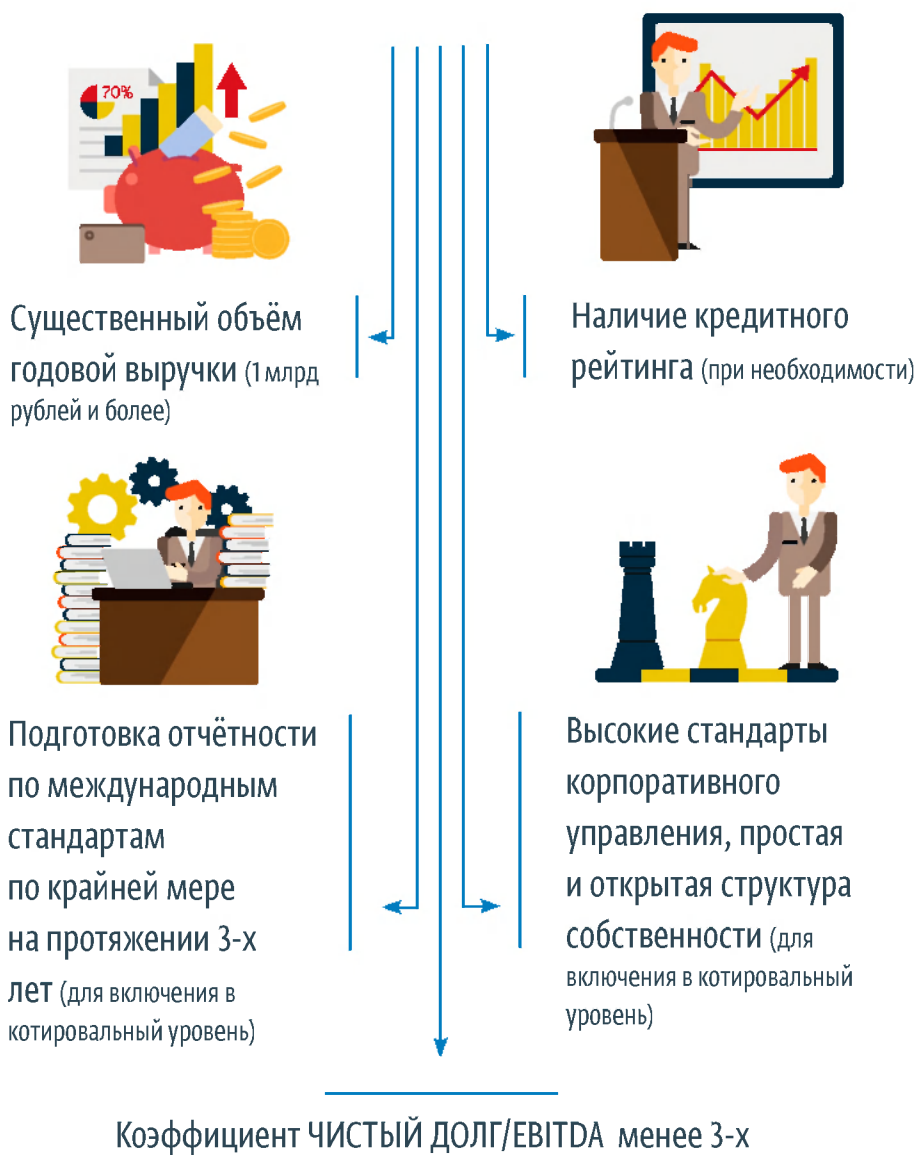 70%
Существенный объём
годовой выручки (1 млрд
рублей и более)
Наличие кредитного
рейтинга (при необходимости)
Подготовка отчётности
по международным
стандартам
по крайней мере
на протяжении 3-х
лет (для включения в
котировальный уровень)
Высокие стандарты
корпоративного
управления, простая
и открытая структура
собственности (для
включения в котировальный
уровень)
Коэффициент ЧИСТЫЙ ДОЛГ/EBITDA менее 3-х